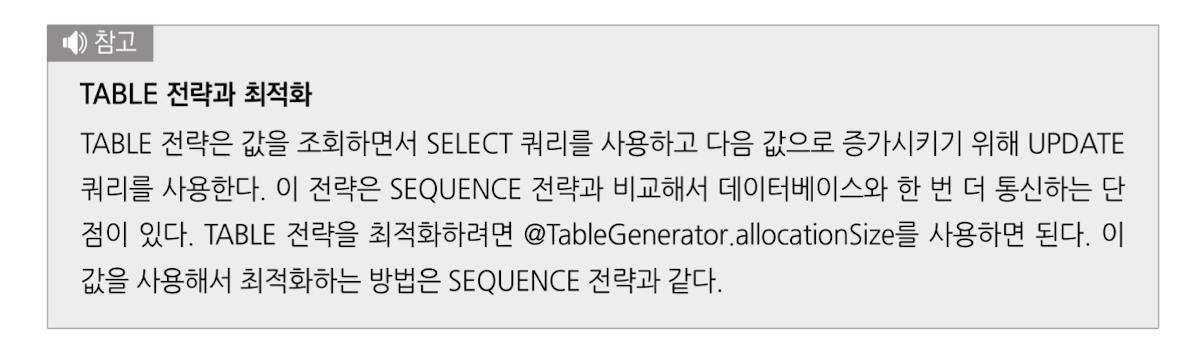 참고
TABLE 전략과 최적화
TABLE 전략은 값을 조회하면서 SELECT 쿼리를 사용하고 다음 값으로 증가시키기 위해 UPDATE
쿼리를 사용한다. 이 전략은 SEQUENCE 전략과 비교해서 데이터베이스와 한 번 더 통신하는 단
점이 있다. TABLE 전략을 최적화하려면 @TableGenerator.allocationSize를 사용하면 된다. 이
값을 사용해서 최적화하는 방법은 SEQUENCE 전략과 같다.